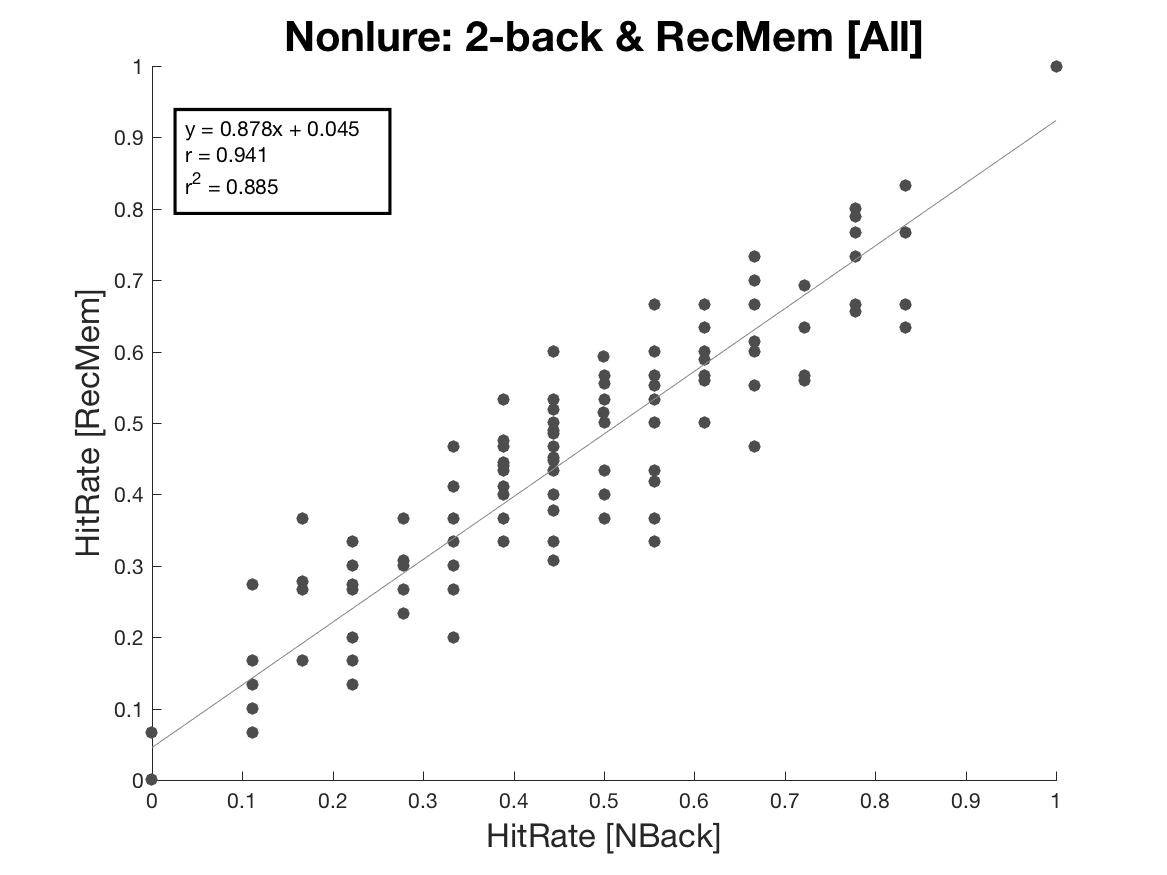 Nonlure: 2-back & RecMem [All]
y = 0.878x + 0.045
r = 0.941
r² = 0.885
HitRate [RecMem]
1
0.9
0.8
0.7
0.6
0.5
0.4
0.3
0.2
0.1
0
0 0.1 0.2 0.3 0.4 0.5 0.6 0.7 0.8 0.9 1
HitRate [NBack]